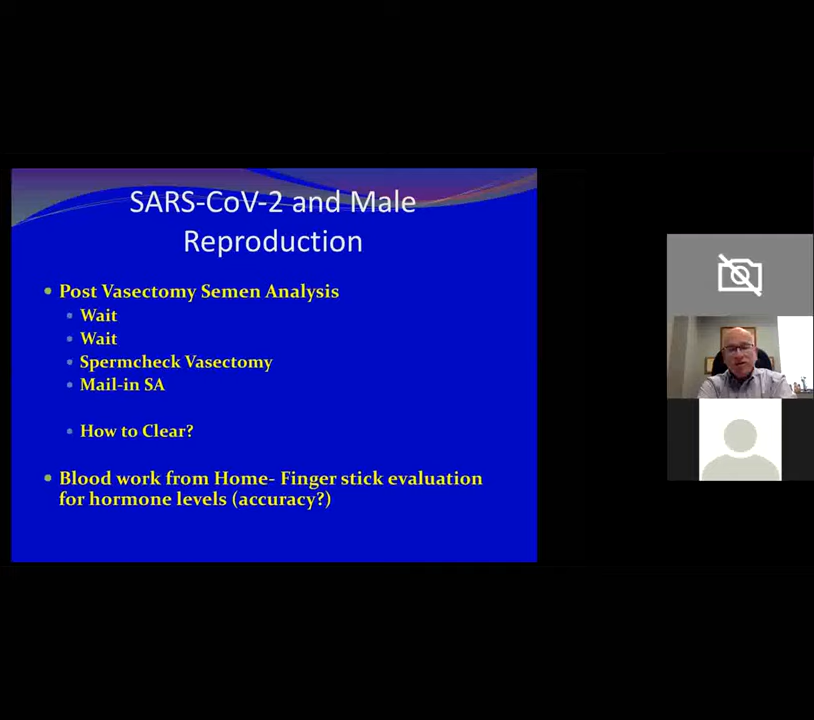 SARS-CoV-2 and Male
Reproduction
Post Vasectomy Semen Analysis
Wait
Wait
Spermcheck Vasectomy
Mail-in SA
How to Clear?
Blood work from Home- Finger stick evaluation
for hormone levels (accuracy?)